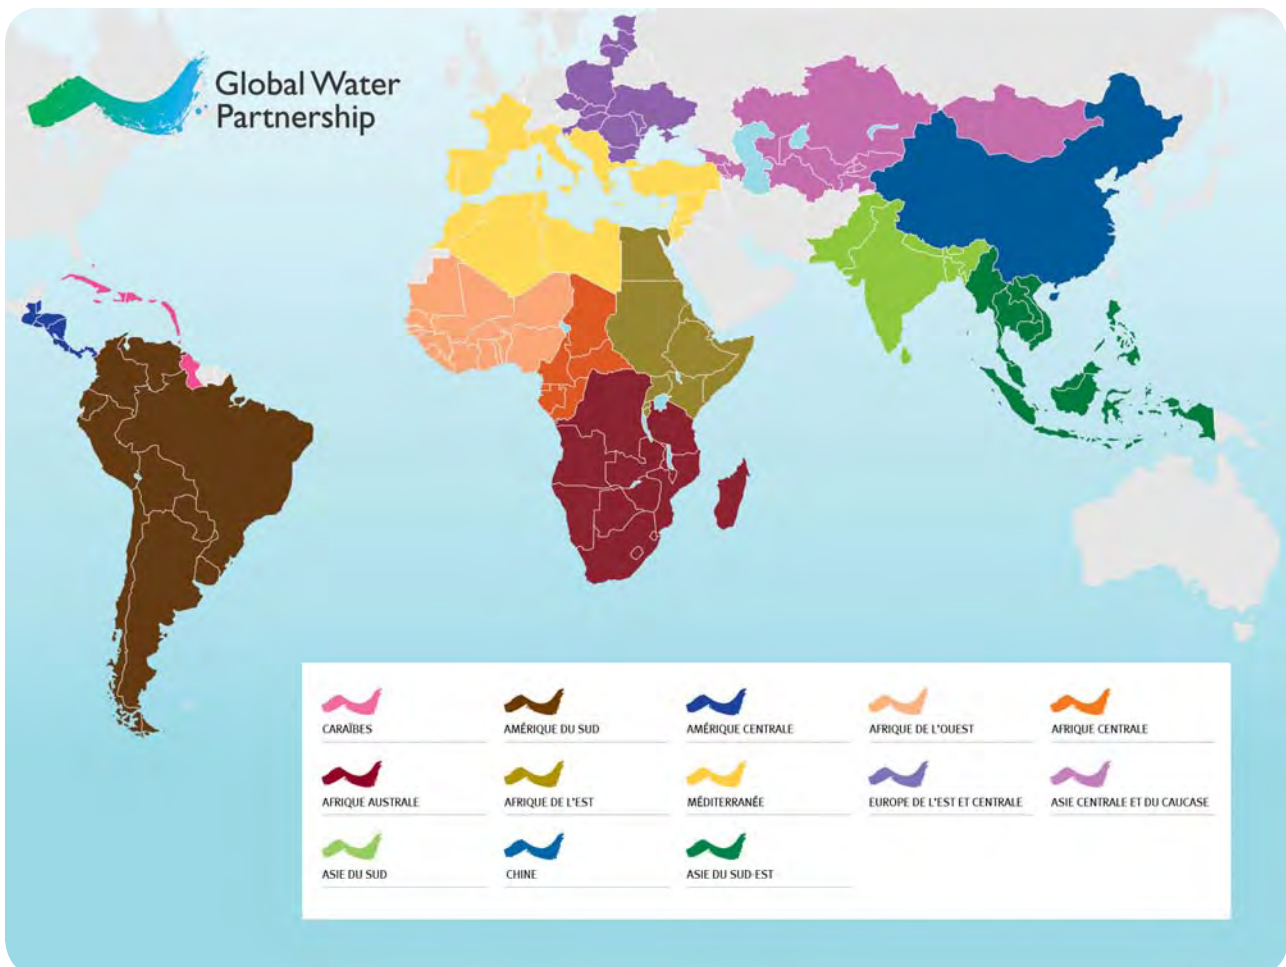 Global Water
Partnership
CARAÏBES
AMÉRIQUE DU SUD
AMÉRIQUE CENTRALE
AFRIQUE DE L'OUEST
AFRIQUE CENTRALE
AFRIQUE AUSTRALE
AFRIQUE DE L'EST
MÉDITERRANÉE
EUROPE DE L'EST ET CENTRALE
ASIE CENTRALE ET DU CAUCASE
ASIE DU SUD
CHINE
ASIE DU SUD-EST